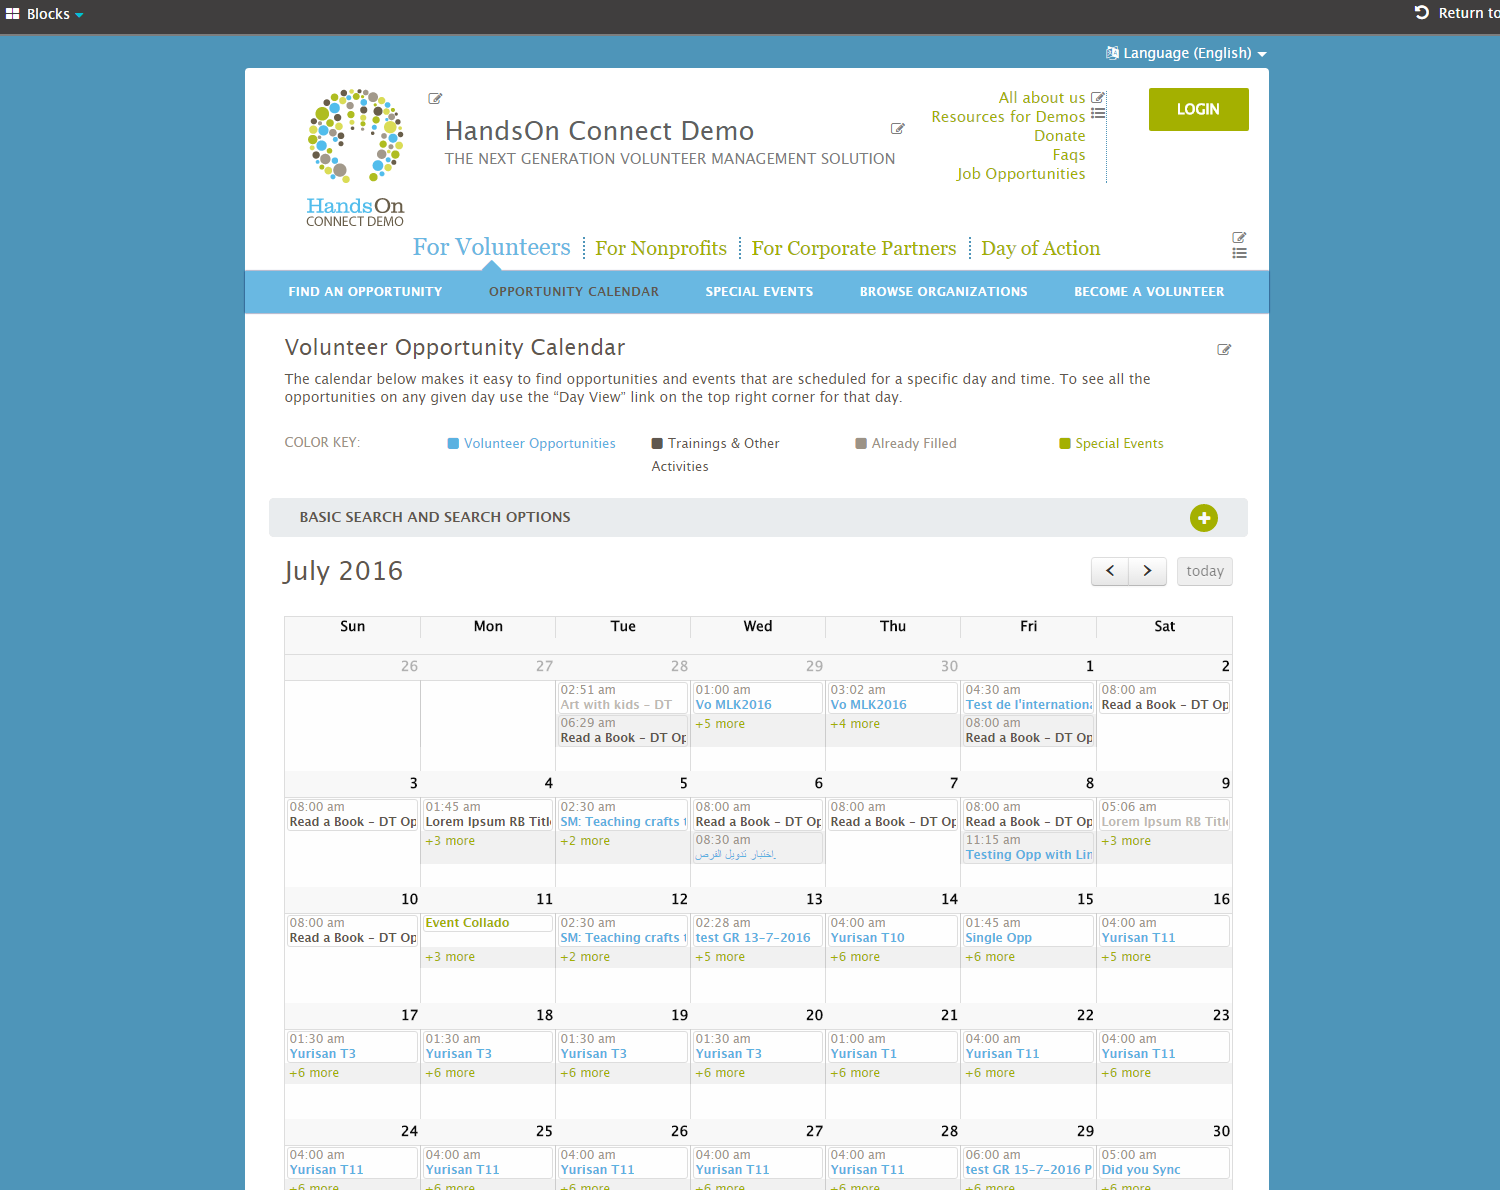 Blocks
Return to
Language (English)
HandsOn
CONNECT DEMO
HandsOn Connect Demo
THE NEXT GENERATION VOLUNTEER MANAGEMENT SOLUTION
All about us
Resources for Demos
Donate
Faqs
Job Opportunities
LOGIN
For Volunteers For Nonprofits For Corporate Partners Day of Action
FIND AN OPPORTUNITY OPPORTUNITY CALENDAR SPECIAL EVENTS BROWSE ORGANIZATIONS BECOME A VOLUNTEER
Volunteer Opportunity Calendar
The calendar below makes it easy to find opportunities and events that are scheduled for a specific day and time. To see all the
opportunities on any given day use the “Day View” link on the top right corner for that day.
COLOR KEY: Volunteer Opportunities Trainings & Other Already Filled Special Events
Activities
BASIC SEARCH AND SEARCH OPTIONS
July 2016
today
Sun Mon Tue Wed Thu Fri Sat
26 27 28 29 30 1 2
02:51 am 01:00 am 03:02 am 04:30 am 08:00 am
Art with kids - DT Vo MLK2016 Vo MLK2016 Test de l'internationa Read a Book - DT Op
06:29 am +5 more +4 more 08:00 am
Read a Book - DT Op Read a Book - DT Op
3 4 5 6 7 8 9
08:00 am 01:45 am 02:30 am 08:00 am 08:00 am 08:00 am 05:06 am
Read a Book - DT Op Lorem Ipsum RB Title SM: Teaching crafts t Read a Book - DT Op Read a Book - DT Op Read a Book - DT Op Lorem Ipsum RB Title
+3 more +2 more 08:30 am 11:15 am +3 more
اختبار تدويل الفرص. Testing Opp with Lin
10 11 12 13 14 15 16
08:00 am Event Collado 02:30 am 02:28 am 04:00 am 01:45 am 04:00 am
Read a Book - DT Op SM: Teaching crafts t test GR 13-7-2016 Yurisan T10 Single Opp Yurisan T11
+3 more +2 more +5 more +6 more +6 more +5 more
17 18 19 20 21 22 23
01:30 am 01:30 am 01:30 am 01:30 am 01:00 am 04:00 am 04:00 am
Yurisan T3 Yurisan T3 Yurisan T3 Yurisan T3 Yurisan T1 Yurisan T11 Yurisan T11
+6 more +6 more +6 more +6 more +6 more +6 more +6 more
24 25 26 27 28 29 30
04:00 am 04:00 am 04:00 am 04:00 am 04:00 am 06:00 am 05:00 am
Yurisan T11 Yurisan T11 Yurisan T11 Yurisan T11 Yurisan T11 test GR 15-7-2016 P Did you Sync
+6 more +6 more +6 more +6 more +6 more +6 more +6 more